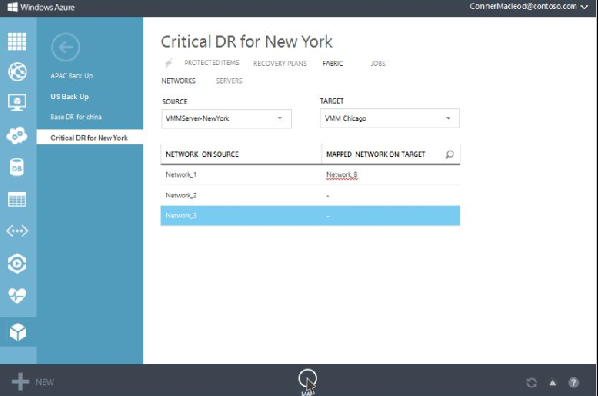 Windows Azure
ConnerMacleod@contoso.com
Critical DR for New York
PROTECTED ITEMS RECOVERY PLANS FABRIC JOBS
NETWORKS SERVERS
APAC Back Up
US Back Up
Base DR for china
Critical DR for New York
SOURCE TARGET
VMMServer-NewYork VMM Chicago
NETWORK ON SOURCE MAPPED NETWORK ON TARGET
Network_1 Network_B
Network_2 -
Network_3 -
DB
NEW
MAP
?